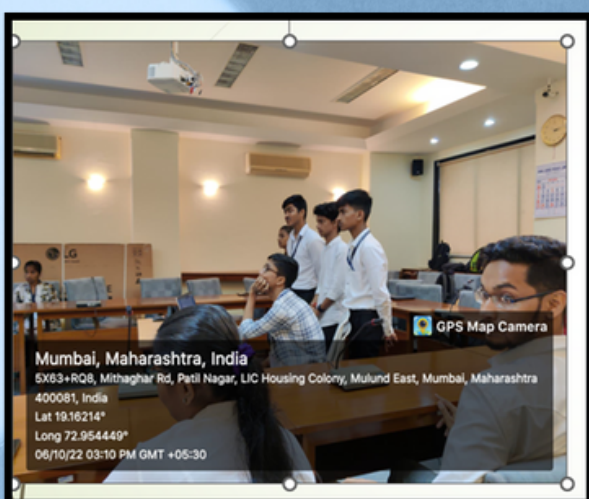 LG
GPS Map Camera
Mumbai, Maharashtra, India
5X63+RQ8, Mithaghar Rd, Patil Nagar, LIC Housing Colony, Mulund East, Mumbai, Maharashtra
400081, India
Lat 19.16214°
Long 72.954449°
06/10/22 03:10 PM GMT +05:30